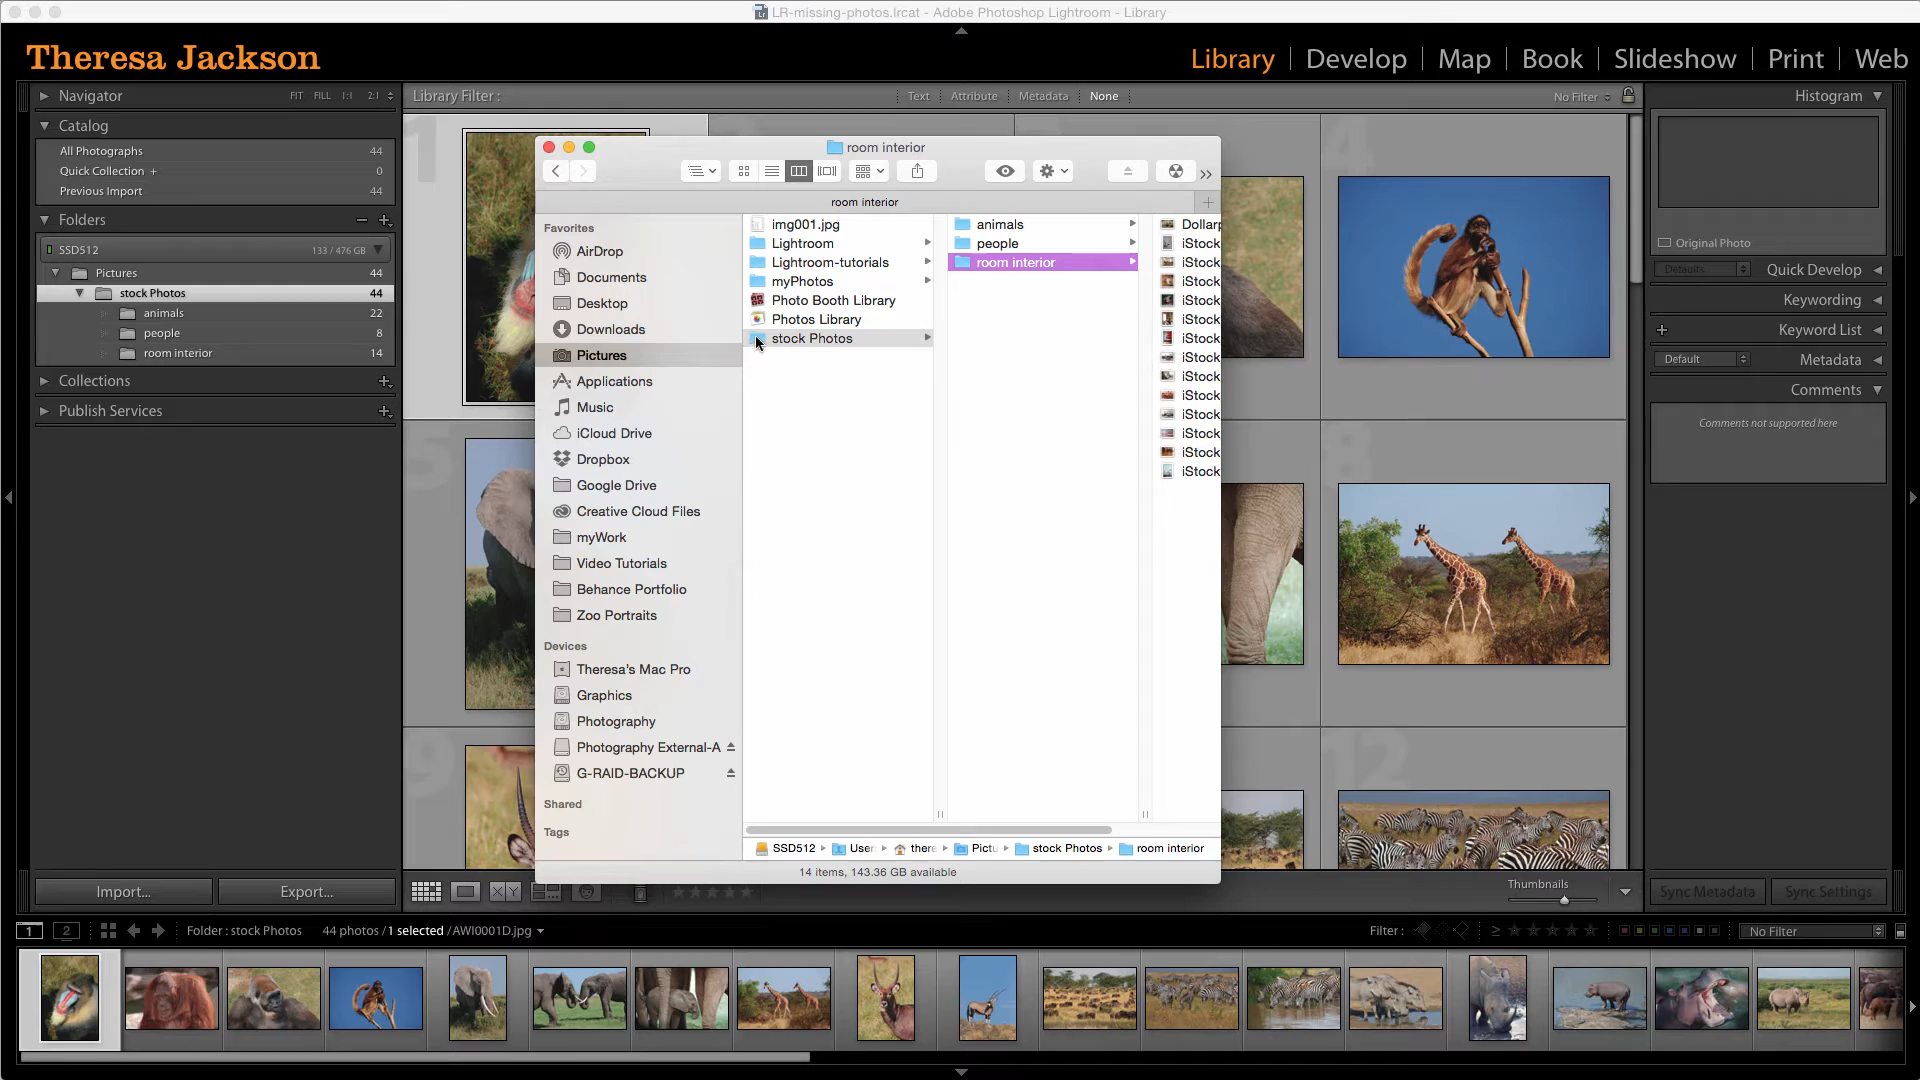 LR-missing-photos.lrcat - Adobe Photoshop Lightroom - Library
Theresa Jackson
Library
Develop
Map
Book
Slideshow
Print
Web
Navigator
FIT FILL 1:1 2:1
Catalog
All Photographs 44
Quick Collection + 0
Previous Import 44
Folders
SSD512 133 / 476 GB
Pictures 44
stock Photos 44
animals 22
people 8
room interior 14
Collections
Publish Services
Import...
Export...
Library Filter :
Text
Attribute
Metadata
None
No Filter
1
4
5
8
9
12
room interior
room interior
Favorites
AirDrop
Documents
Desktop
Downloads
Pictures
Applications
Music
iCloud Drive
Dropbox
Google Drive
Creative Cloud Files
myWork
Video Tutorials
Behance Portfolio
Zoo Portraits
Devices
Theresa's Mac Pro
Graphics
Photography
Photography External-A
G-RAID-BACKUP
Shared
Tags
img001.jpg
Lightroom
Lightroom-tutorials
myPhotos
Photo Booth Library
Photos Library
stock Photos
animals
people
room interior
Dollarp
iStock
iStock
iStock
iStock
iStock
iStock
iStock
iStock
iStock
iStock
iStock
iStock
iStock
SSD512
User
there
Pictu
stock Photos
room interior
14 items, 143.36 GB available
Histogram
Original Photo
Defaults
Quick Develop
Keywording
Keyword List
Default
Metadata
Comments
Comments not supported here
Sync Metadata
Sync Settings
X Y
Thumbnails
1
2
Folder : stock Photos
44 photos / 1 selected / AWI0001D.jpg
Filter :
No Filter